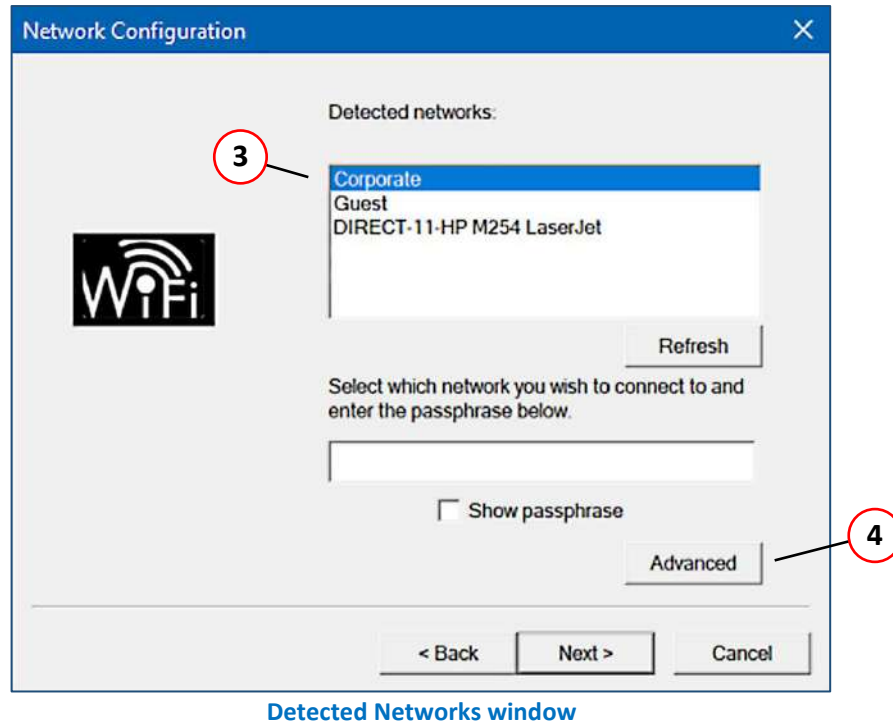 Network Configuration
Detected networks:
3
Corporate
Guest
DIRECT-11-HP M254 LaserJet
WiFi
Refresh
Select which network you wish to connect to and
enter the passphrase below.
Show passphrase
4
Advanced
< Back Next > Cancel
Detected Networks window